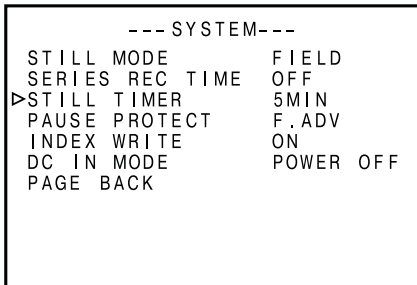 ---SYSTEM---
STILL MODE FIELD
SERIES REC TIME OFF
▷STILL TIMER 5MIN
PAUSE PROTECT F.ADV
INDEX WRITE ON
DC IN MODE POWER OFF
PAGE BACK